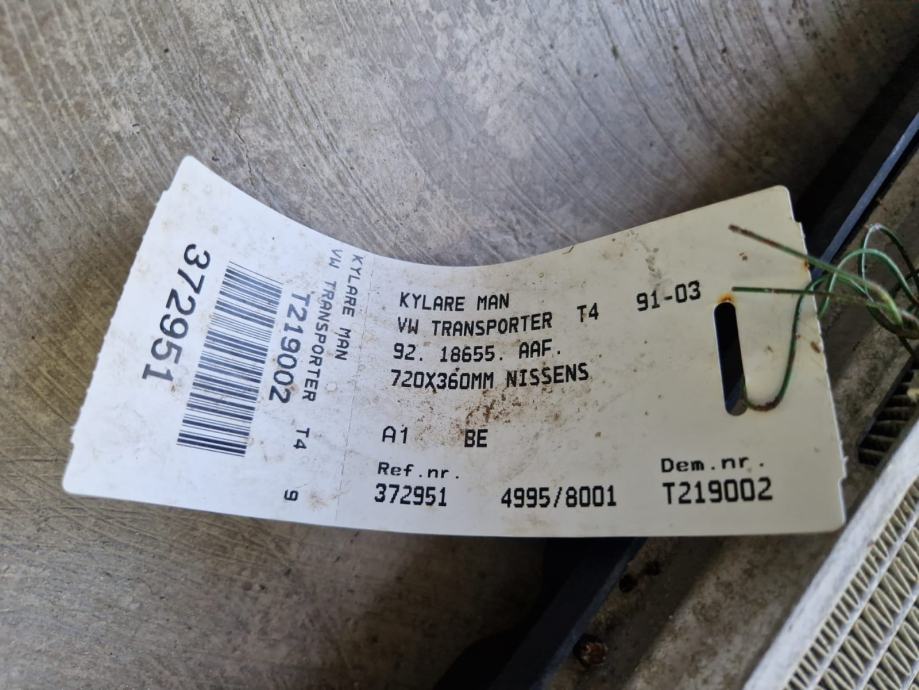 KYLARE MAN
VW TRANSPORTER T4 91-03
92. 18655. AAF.
720X360MM NISSENS
A1 BE
Ref.nr. Dem.nr.
372951 4995/8001 T219002
KYLARE MAN
VW TRANSPORTER T4 9
T219002
372951